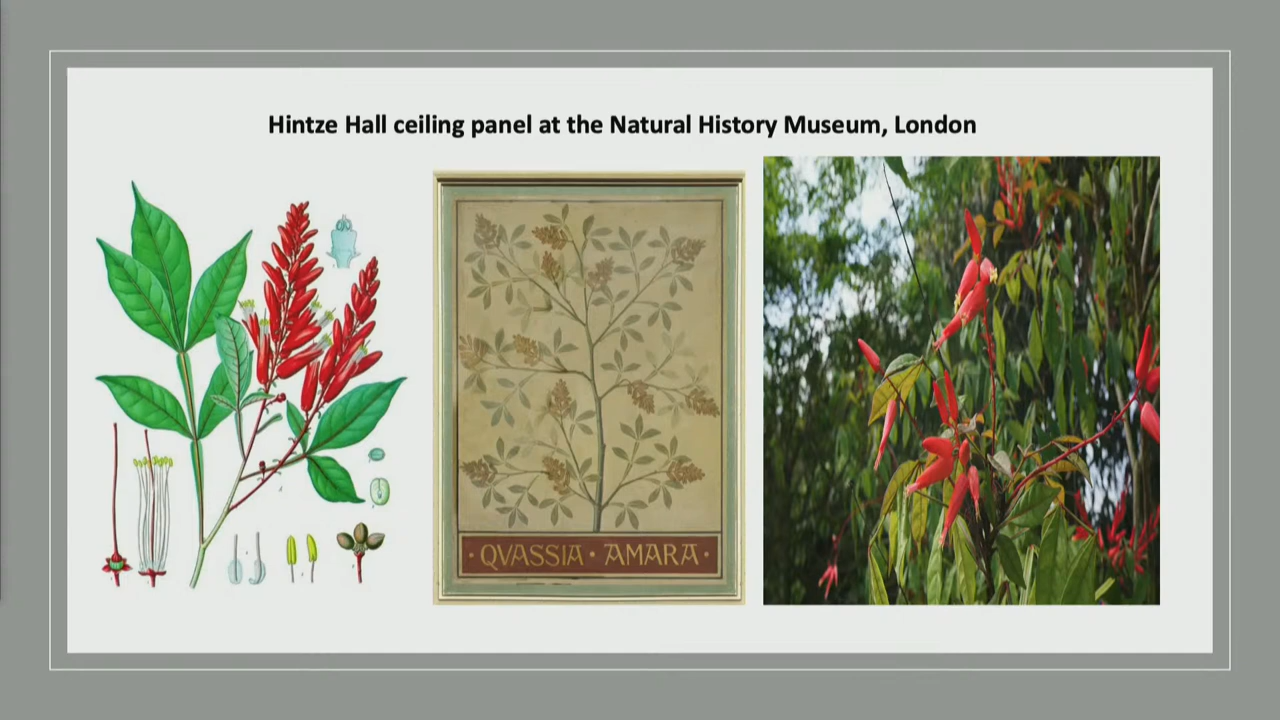 Hintze Hall ceiling panel at the Natural History Museum, London
· QVASSIA · AMARA ·